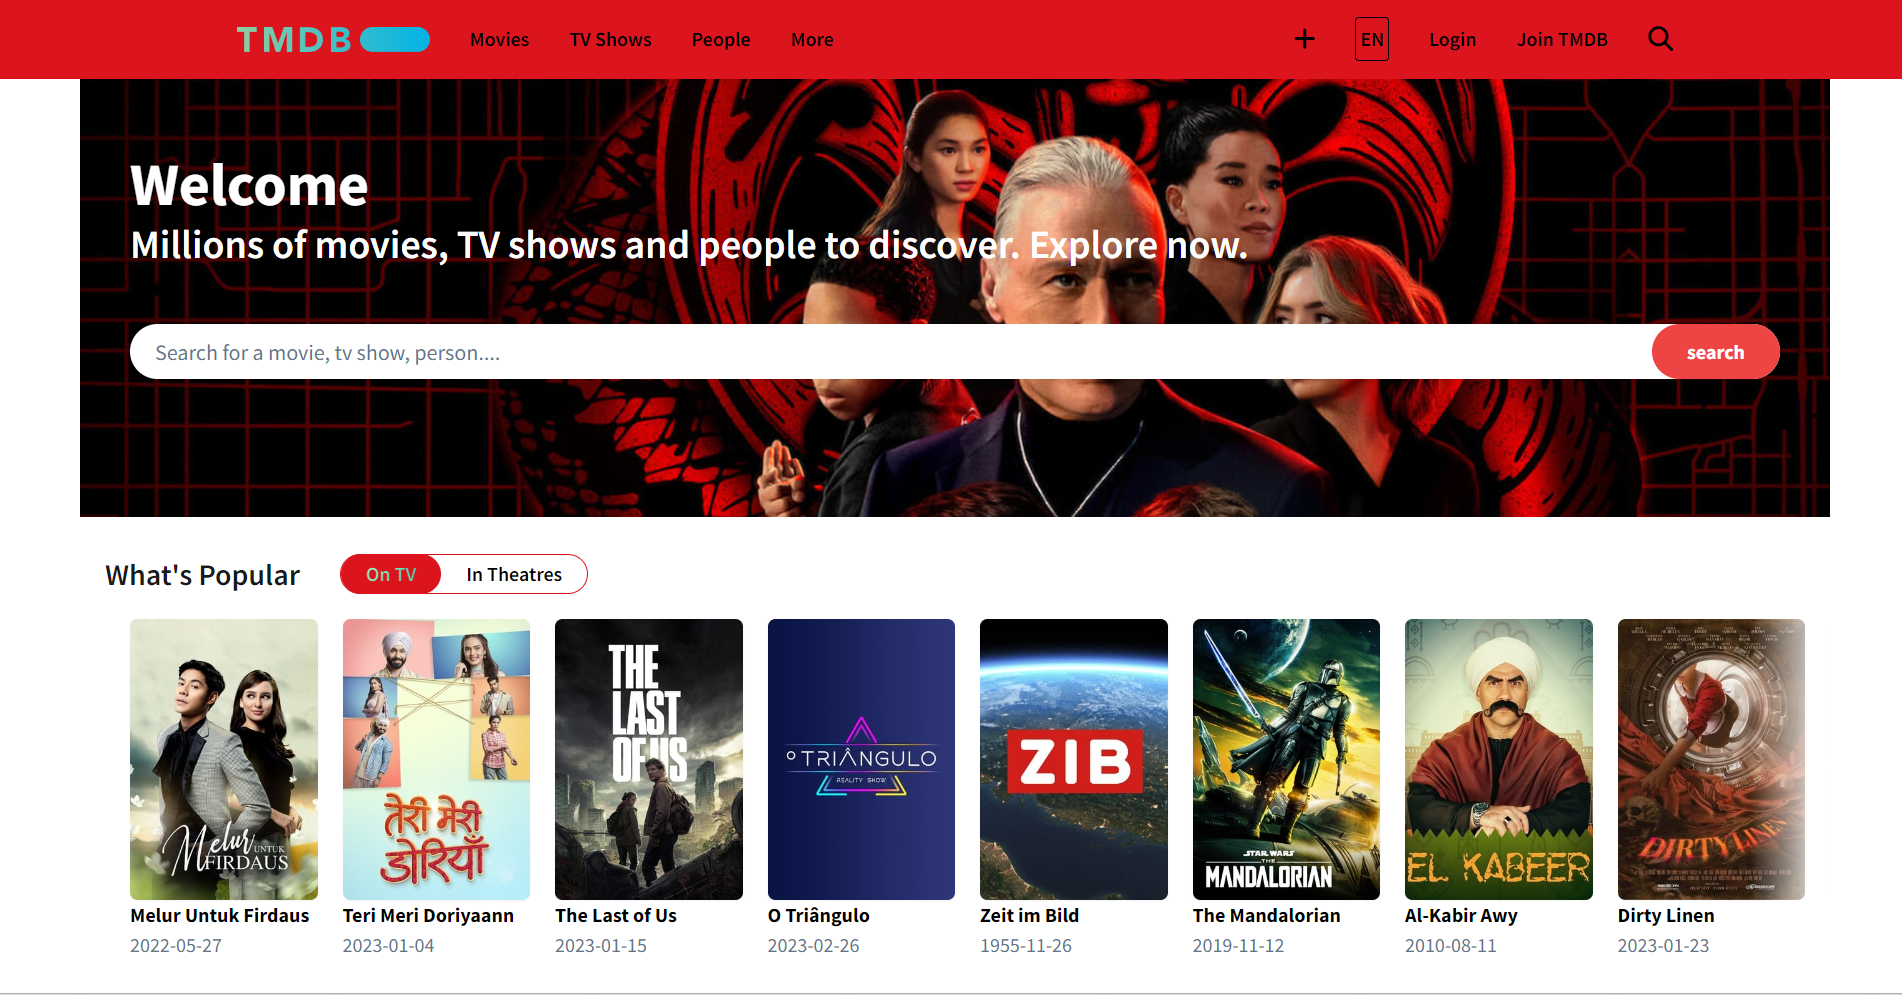 TMDB
Movies TV Shows People More
EN Login Join TMDB
Welcome
Millions of movies, TV shows and people to discover. Explore now.
Search for a movie, tv show, person....
search
What's Popular
On TV In Theatres
Melur UNTUK
FIRDAUS
तेरी मेरी
डोरियाँ
THE
LAST
OF US
O TRIÂNGULO
REALITY SHOW
ZIB
STAR WARS
THE
MANDALORIAN
EL KABEER
DIRTY LINEN
Melur Untuk Firdaus
2022-05-27
Teri Meri Doriyaann
2023-01-04
The Last of Us
2023-01-15
O Triângulo
2023-02-26
Zeit im Bild
1955-11-26
The Mandalorian
2019-11-12
Al-Kabir Awy
2010-08-11
Dirty Linen
2023-01-23